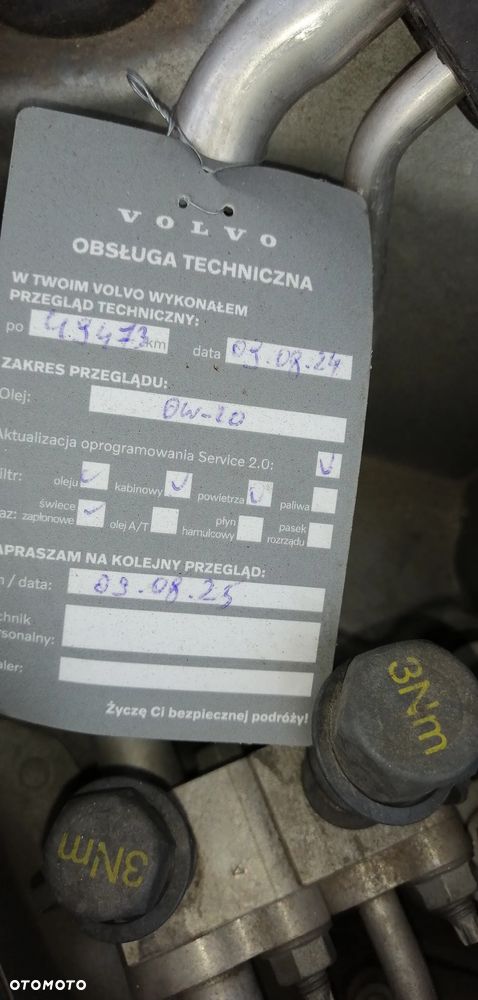 VOLVO
OBSŁUGA TECHNICZNA
W TWOIM VOLVO WYKONAŁEM
PRZEGLĄD TECHNICZNY:
po 49473 km data 09.08.24
ZAKRES PRZEGLĄDU:
Olej: 0W-20
Aktualizacja oprogramowania Service 2.0: V
iltr: oleju V kabinowy V powietrza V paliwa
az: świece zapłonowe V olej A/T płyn hamulcowy pasek rozrządu
APRASZAM NA KOLEJNY PRZEGLĄD:
m / data: 09.08.25
chnik
ersonalny:
aler:
Życzę Ci bezpiecznej podróży!
3Nm
3Nm
OTOMOTO